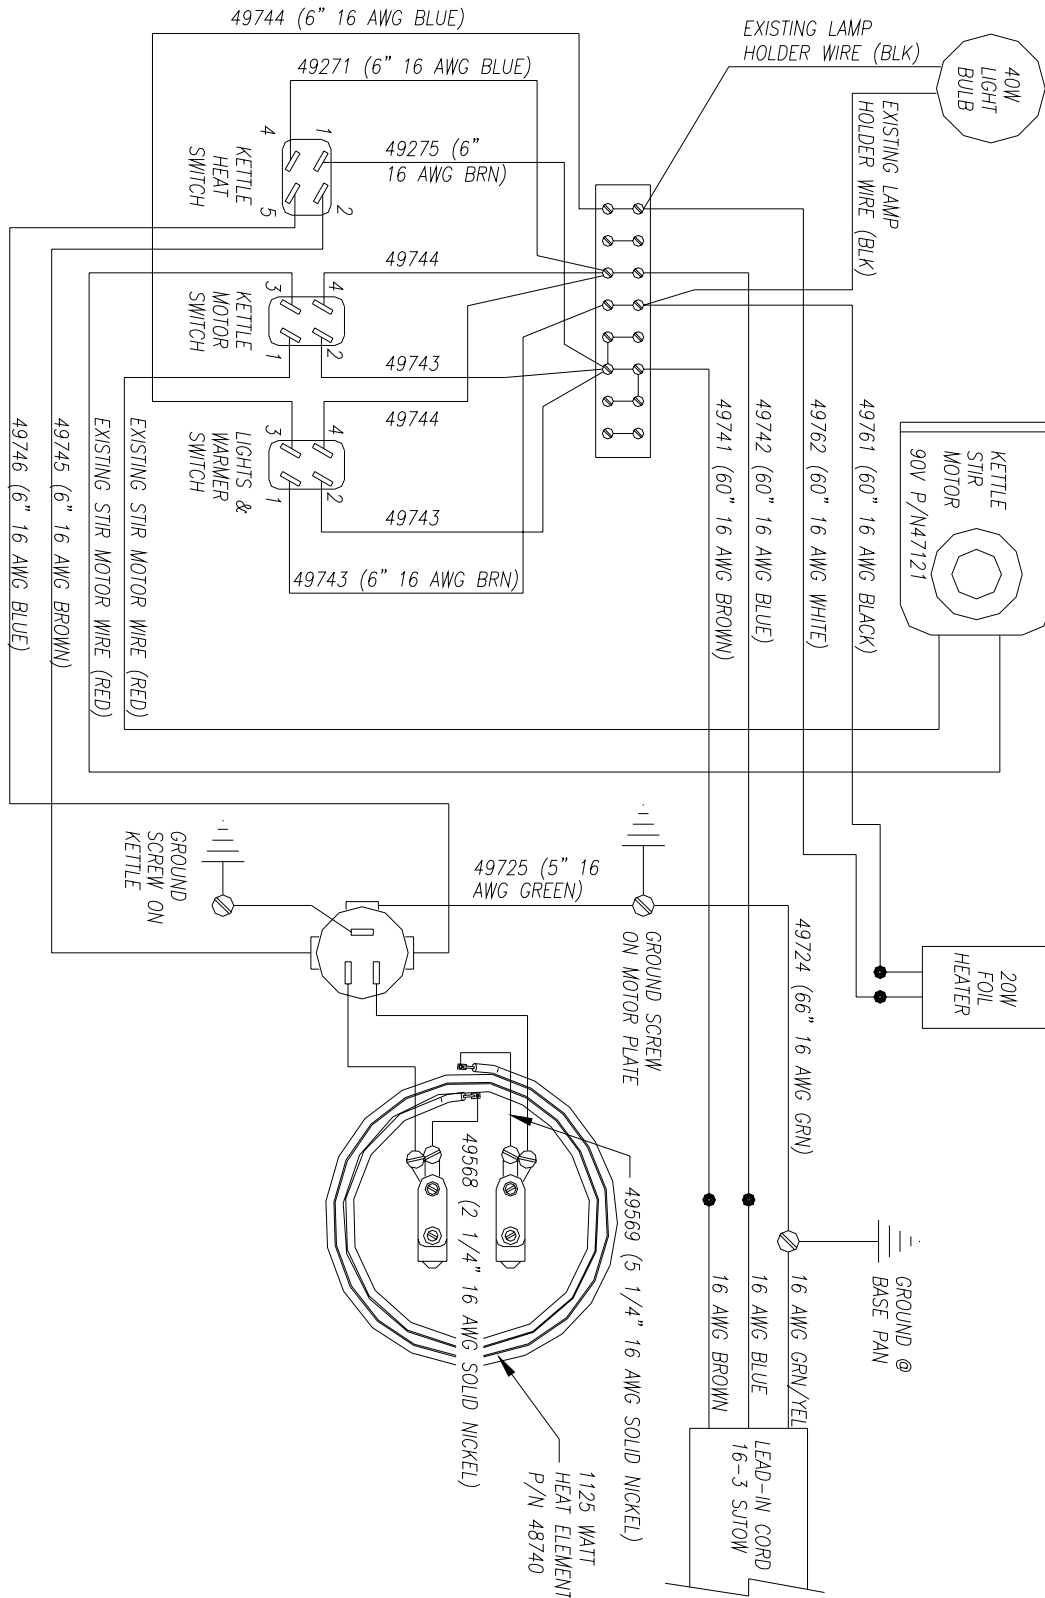 49744 (6” 16 AWG BLUE)
49271 (6” 16 AWG BLUE)
49275 (6”
16 AWG BRN)
EXISTING LAMP
HOLDER WIRE (BLK)
40W
LIGHT
BULB
EXISTING LAMP
HOLDER WIRE (BLK)
1
4
2
5
KETTLE
HEAT
SWITCH
49744
3
4
1
2
KETTLE
MOTOR
SWITCH
49743
49744
3
4
1
2
LIGHTS &
WARMER
SWITCH
49743
49743 (6” 16 AWG BRN)
49746 (6” 16 AWG BLUE)
49745 (6” 16 AWG BROWN)
EXISTING STIR MOTOR WIRE (RED)
EXISTING STIR MOTOR WIRE (RED)
49741 (60” 16 AWG BROWN)
49742 (60” 16 AWG BLUE)
49762 (60” 16 AWG WHITE)
49761 (60” 16 AWG BLACK)
KETTLE
STIR
MOTOR
90V P/N47121
GROUND
SCREW ON
KETTLE
49725 (5” 16
AWG GREEN)
GROUND SCREW
ON MOTOR PLATE
49724 (66” 16 AWG GRN)
20W
FOIL
HEATER
49568 (2 1/4” 16 AWG SOLID NICKEL)
49569 (5 1/4” 16 AWG SOLID NICKEL)
1125 WATT
HEAT ELEMENT
P/N 48740
GROUND @
BASE PAN
16 AWG BROWN
16 AWG BLUE
16 AWG GRN/YEL
LEAD-IN CORD
16-3 SJTOW